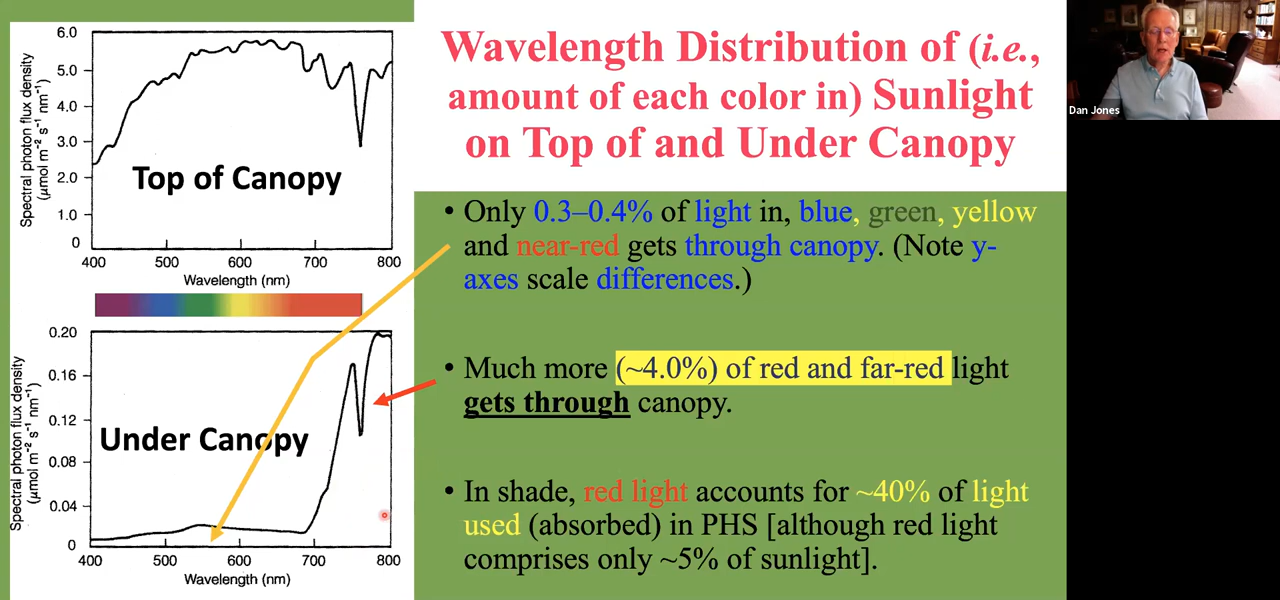 Wavelength Distribution of (i.e.,
amount of each color in) Sunlight
on Top of and Under Canopy
Spectral photon flux density
(μmol m⁻² s⁻¹ nm⁻¹)
6.0
5.0
4.0
3.0
2.0
1.0
0
Top of Canopy
400 500 600 700 800
Wavelength (nm)
Spectral photon flux density
(μmol m⁻² s⁻¹ nm⁻¹)
0.20
0.16
0.12
0.08
0.04
0
Under Canopy
400 500 600 700 800
Wavelength (nm)
• Only 0.3–0.4% of light in, blue, green, yellow
and near-red gets through canopy. (Note y-
axes scale differences.)
• Much more (~4.0%) of red and far-red light
gets through canopy.
• In shade, red light accounts for ~40% of light
used (absorbed) in PHS [although red light
comprises only ~5% of sunlight].
Dan Jones